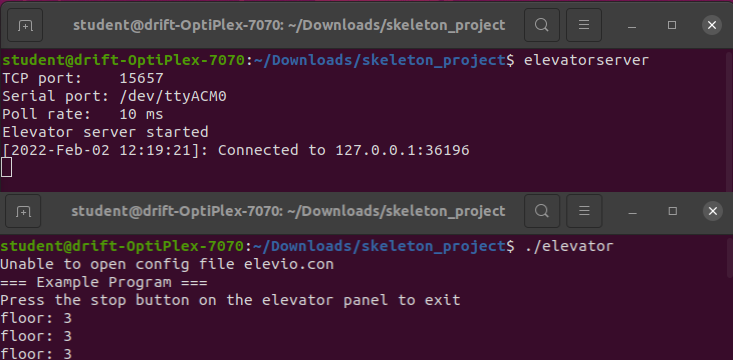 student@drift-OptiPlex-7070: ~/Downloads/skeleton_project
student@drift-OptiPlex-7070:~/Downloads/skeleton_project$ elevatorserver
TCP port:    15657
Serial port: /dev/ttyACM0
Poll rate:   10 ms
Elevator server started
[2022-Feb-02 12:19:21]: Connected to 127.0.0.1:36196
student@drift-OptiPlex-7070: ~/Downloads/skeleton_project
student@drift-OptiPlex-7070:~/Downloads/skeleton_project$ ./elevator
Unable to open config file elevio.con
=== Example Program ===
Press the stop button on the elevator panel to exit
floor: 3
floor: 3
floor: 3